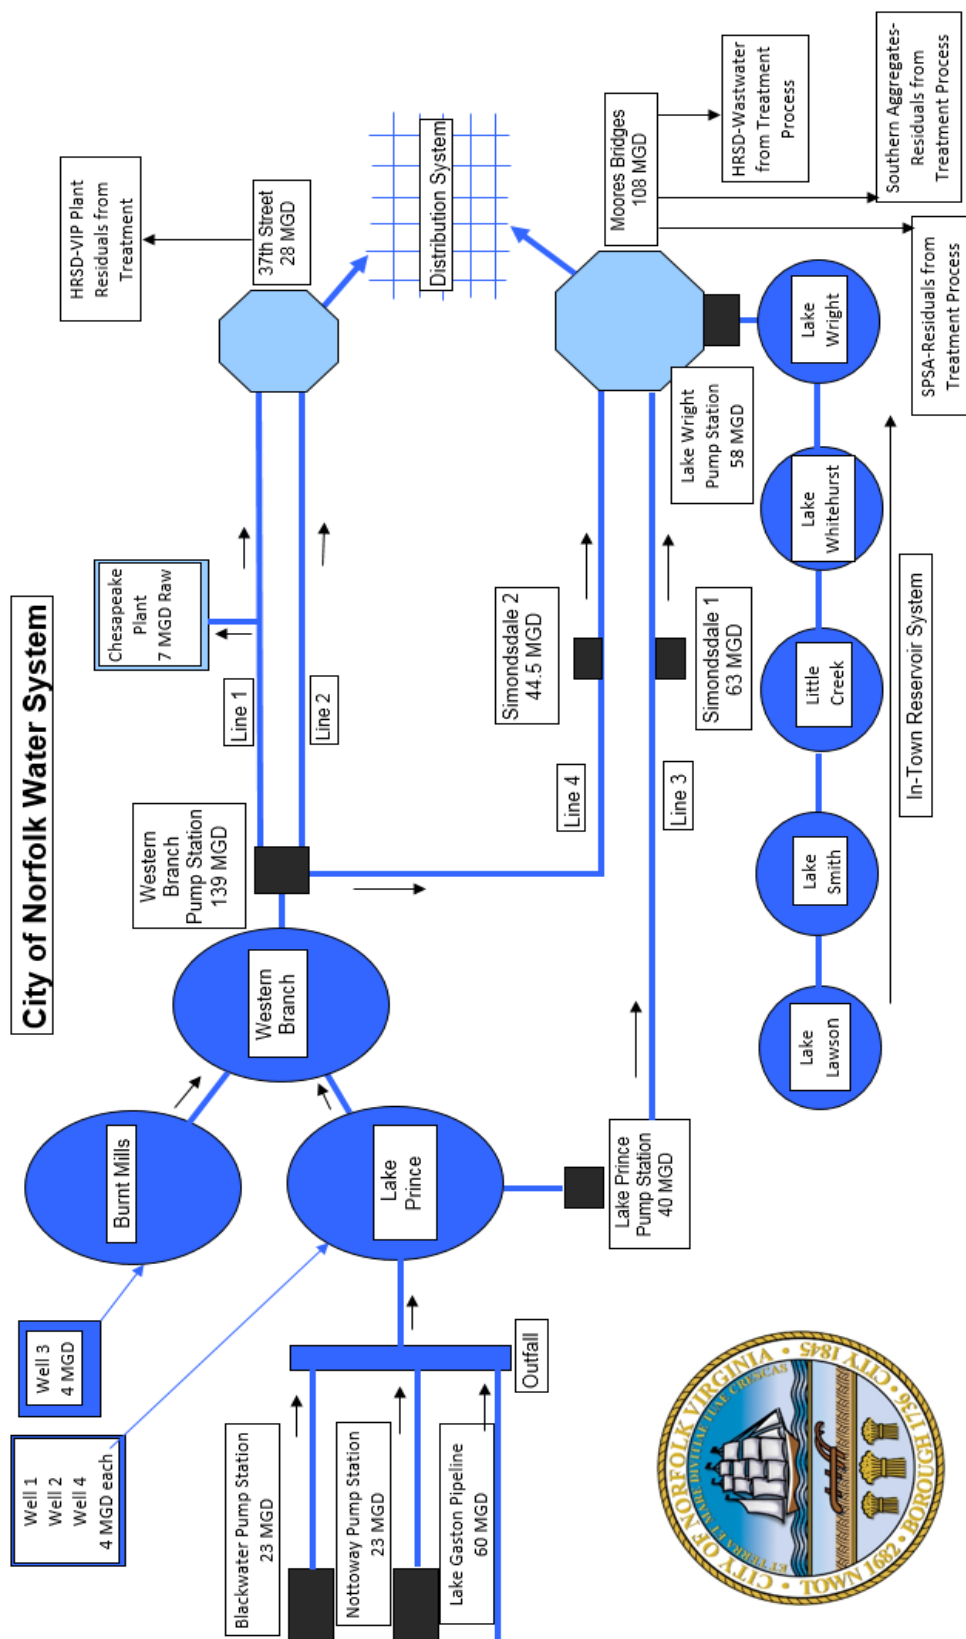 City of Norfolk Water System
Well 1
Well 2
Well 4
4 MGD each
Well 3
4 MGD
Burnt Mills
Western
Branch
Lake
Prince
Blackwater Pump Station
23 MGD
Nottoway Pump Station
23 MGD
Lake Gaston Pipeline
60 MGD
Outfall
Western
Branch
Pump Station
139 MGD
Lake Prince
Pump Station
40 MGD
Line 1
Line 2
Line 4
Line 3
Chesapeake
Plant
7 MGD Raw
Simondsdale 2
44.5 MGD
Simondsdale 1
63 MGD
HRSD-VIP Plant
Residuals from
Treatment
37th Street
28 MGD
Distribution System
Moores Bridges
108 MGD
HRSD-Wastwater
from Treatment
Process
Southern Aggregates-
Residuals from
Treatment Process
SPSA-Residuals from
Treatment Process
Lake Wright
Pump Station
58 MGD
Lake
Lawson
Lake
Smith
Little
Creek
Lake
Whitehurst
Lake
Wright
In-Town Reservoir System
CITY OF NORFOLK VIRGINIA
ET TERRA ET MARE DIVITIAE TUAE CRESCAS
TOWN 1682 • BOROUGH 1736 • CITY 1845